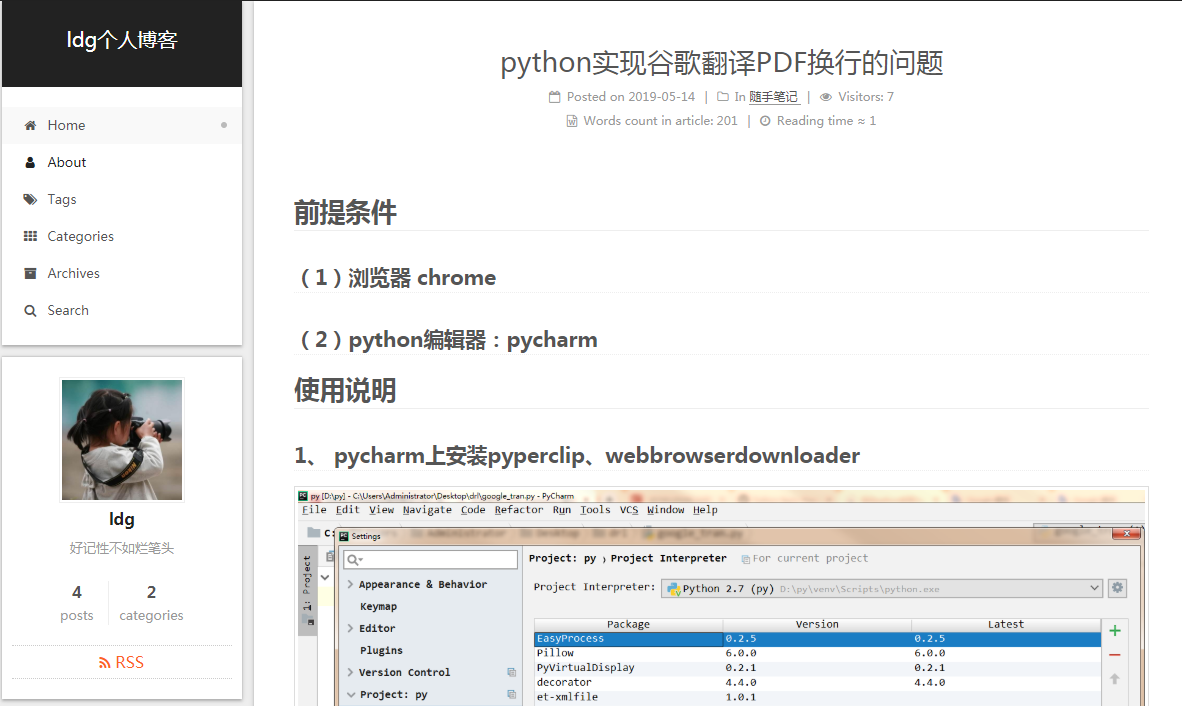 ldg个人博客
Home
About
Tags
Categories
Archives
Search
ldg
好记性不如烂笔头
4
posts
2
categories
RSS
python实现谷歌翻译PDF换行的问题
Posted on 2019-05-14 | In 随手笔记 | Visitors: 7
Words count in article: 201 | Reading time ≈ 1
前提条件
（1）浏览器 chrome
（2）python编辑器：pycharm
使用说明
1、 pycharm上安装pyperclip、webbrowserdownloader
py [D:\py] - C:\Users\Administrator\Desktop\drl\google_tran.py - PyCharm
File Edit View Navigate Code Refactor Run Tools VCS Window Help
C:
Settings
1: Project
Appearance & Behavior
Keymap
Editor
Plugins
Version Control
Project: py
Project: py › Project Interpreter For current project
Project Interpreter: Python 2.7 (py) D:\py\venv\Scripts\python.exe
Package Version Latest
EasyProcess 0.2.5 0.2.5
Pillow 6.0.0 6.0.0
PyVirtualDisplay 0.2.1 0.2.1
decorator 4.4.0 4.4.0
et-xmlfile 1.0.1